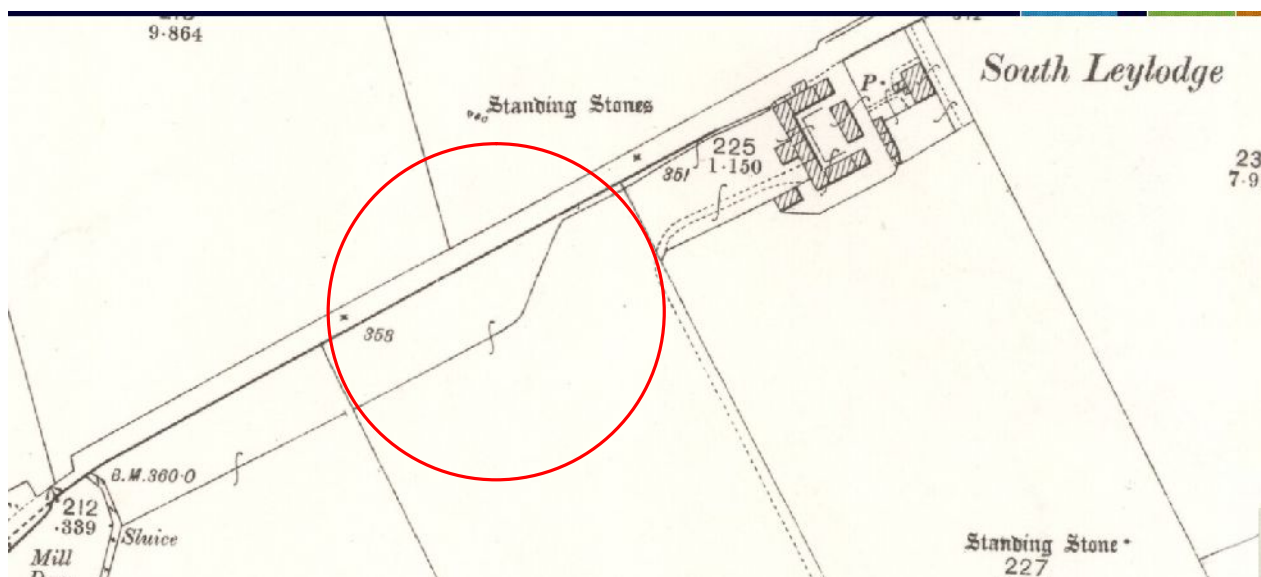 9·864
South Leylodge
P.
Standing Stones
225
1·150
351
23
7·9
358
B.M.360·0
212
·339
Sluice
Mill
Standing Stone
227